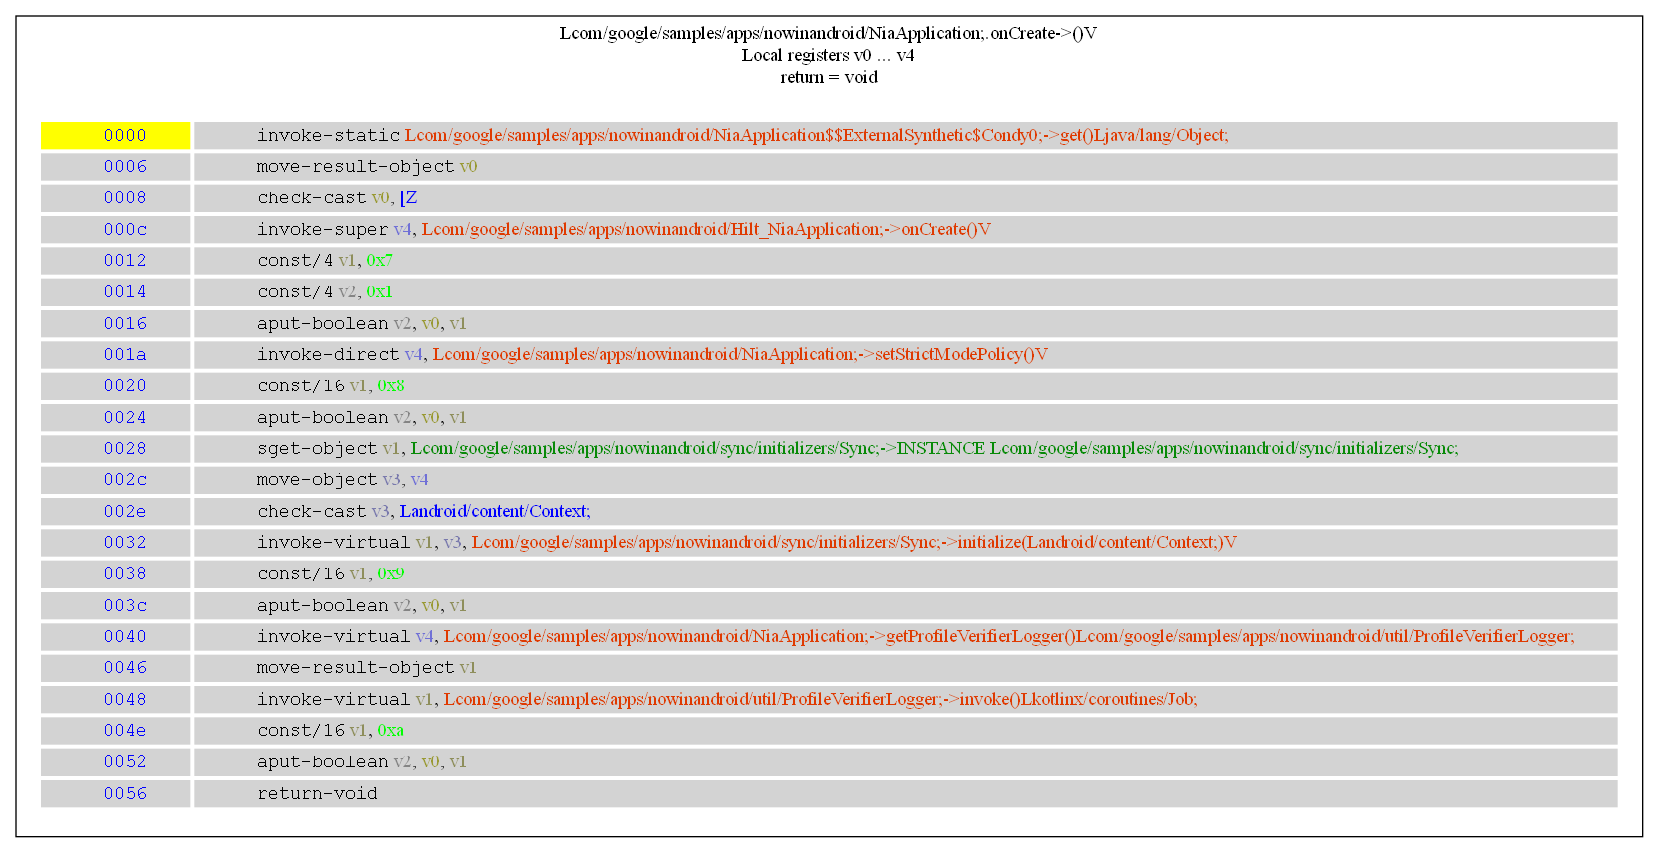 Lcom/google/samples/apps/nowinandroid/NiaApplication;.onCreate->()V
Local registers v0 ... v4
return = void
0000 invoke-static Lcom/google/samples/apps/nowinandroid/NiaApplication$$ExternalSynthetic$Condy0;->get()Ljava/lang/Object;
0006 move-result-object v0
0008 check-cast v0, [Z
000c invoke-super v4, Lcom/google/samples/apps/nowinandroid/Hilt_NiaApplication;->onCreate()V
0012 const/4 v1, 0x7
0014 const/4 v2, 0x1
0016 aput-boolean v2, v0, v1
001a invoke-direct v4, Lcom/google/samples/apps/nowinandroid/NiaApplication;->setStrictModePolicy()V
0020 const/16 v1, 0x8
0024 aput-boolean v2, v0, v1
0028 sget-object v1, Lcom/google/samples/apps/nowinandroid/sync/initializers/Sync;->INSTANCE Lcom/google/samples/apps/nowinandroid/sync/initializers/Sync;
002c move-object v3, v4
002e check-cast v3, Landroid/content/Context;
0032 invoke-virtual v1, v3, Lcom/google/samples/apps/nowinandroid/sync/initializers/Sync;->initialize(Landroid/content/Context;)V
0038 const/16 v1, 0x9
003c aput-boolean v2, v0, v1
0040 invoke-virtual v4, Lcom/google/samples/apps/nowinandroid/NiaApplication;->getProfileVerifierLogger()Lcom/google/samples/apps/nowinandroid/util/ProfileVerifierLogger;
0046 move-result-object v1
0048 invoke-virtual v1, Lcom/google/samples/apps/nowinandroid/util/ProfileVerifierLogger;->invoke()Lkotlinx/coroutines/Job;
004e const/16 v1, 0xa
0052 aput-boolean v2, v0, v1
0056 return-void